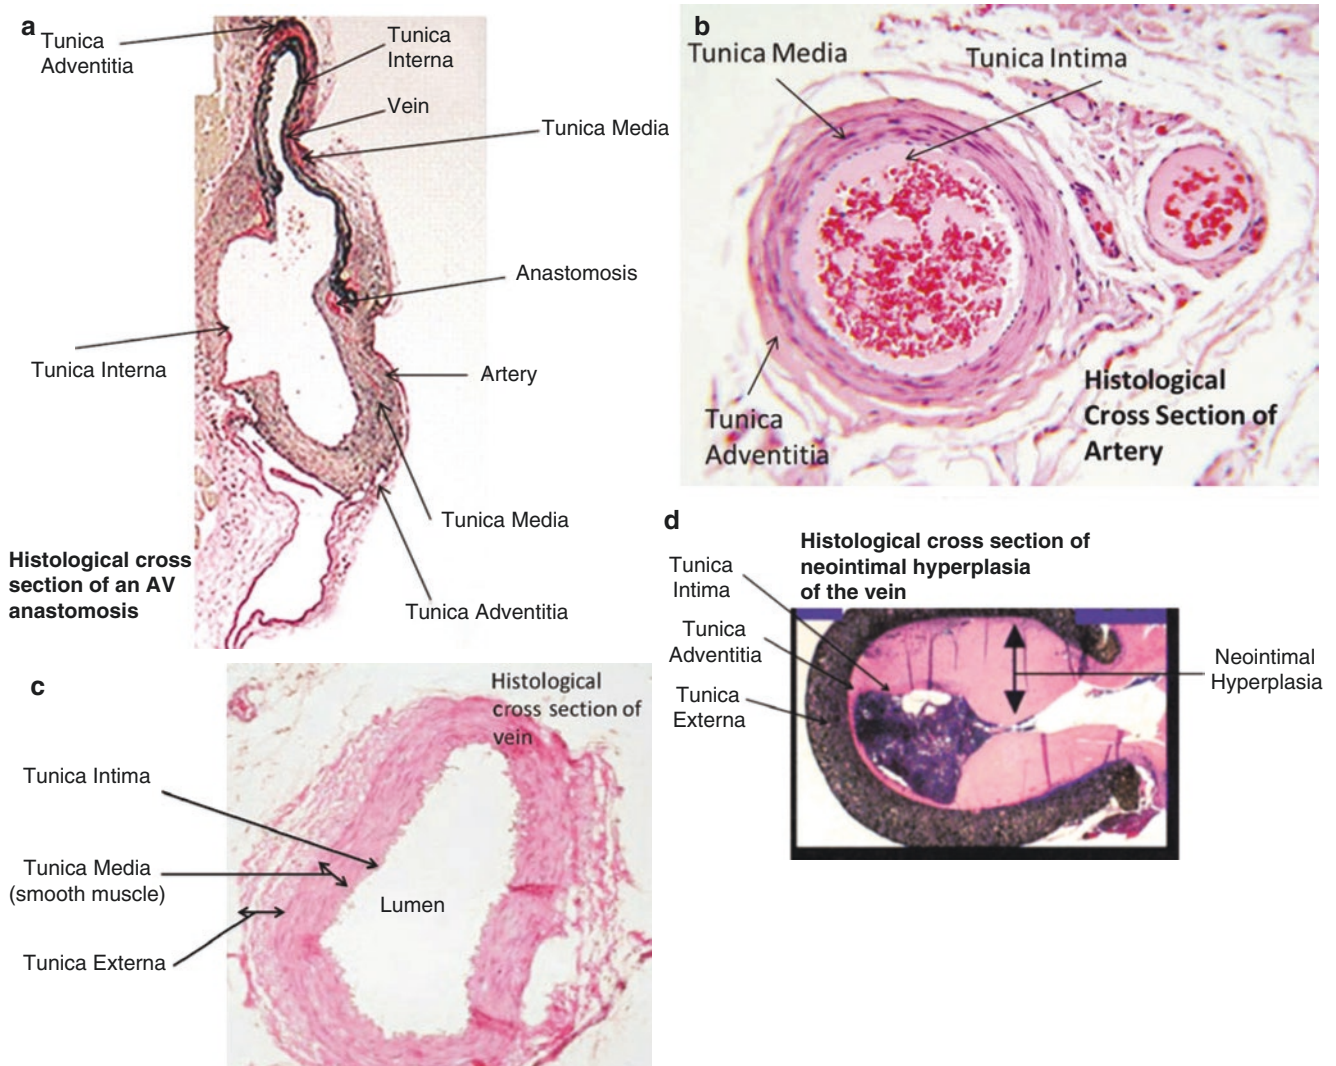 a
Tunica
Adventitia
Tunica
Interna
Vein
Tunica Media
Anastomosis
Tunica Interna
Artery
Tunica Media
Histological cross
section of an AV
anastomosis
Tunica Adventitia
b
Tunica Media
Tunica Intima
Tunica
Adventitia
Histological
Cross Section of
Artery
c
Histological
cross section of
vein
Tunica Intima
Tunica Media
(smooth muscle)
Lumen
Tunica Externa
d
Histological cross section of
neointimal hyperplasia
of the vein
Tunica
Intima
Tunica
Adventitia
Tunica
Externa
Neointimal
Hyperplasia